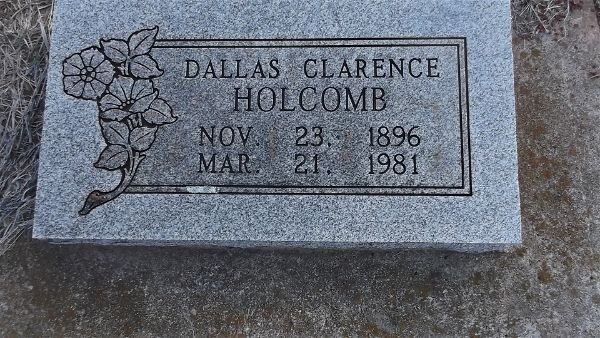 DALLAS CLARENCE
HOLCOMB
NOV. 23. 1896
MAR. 21. 1981